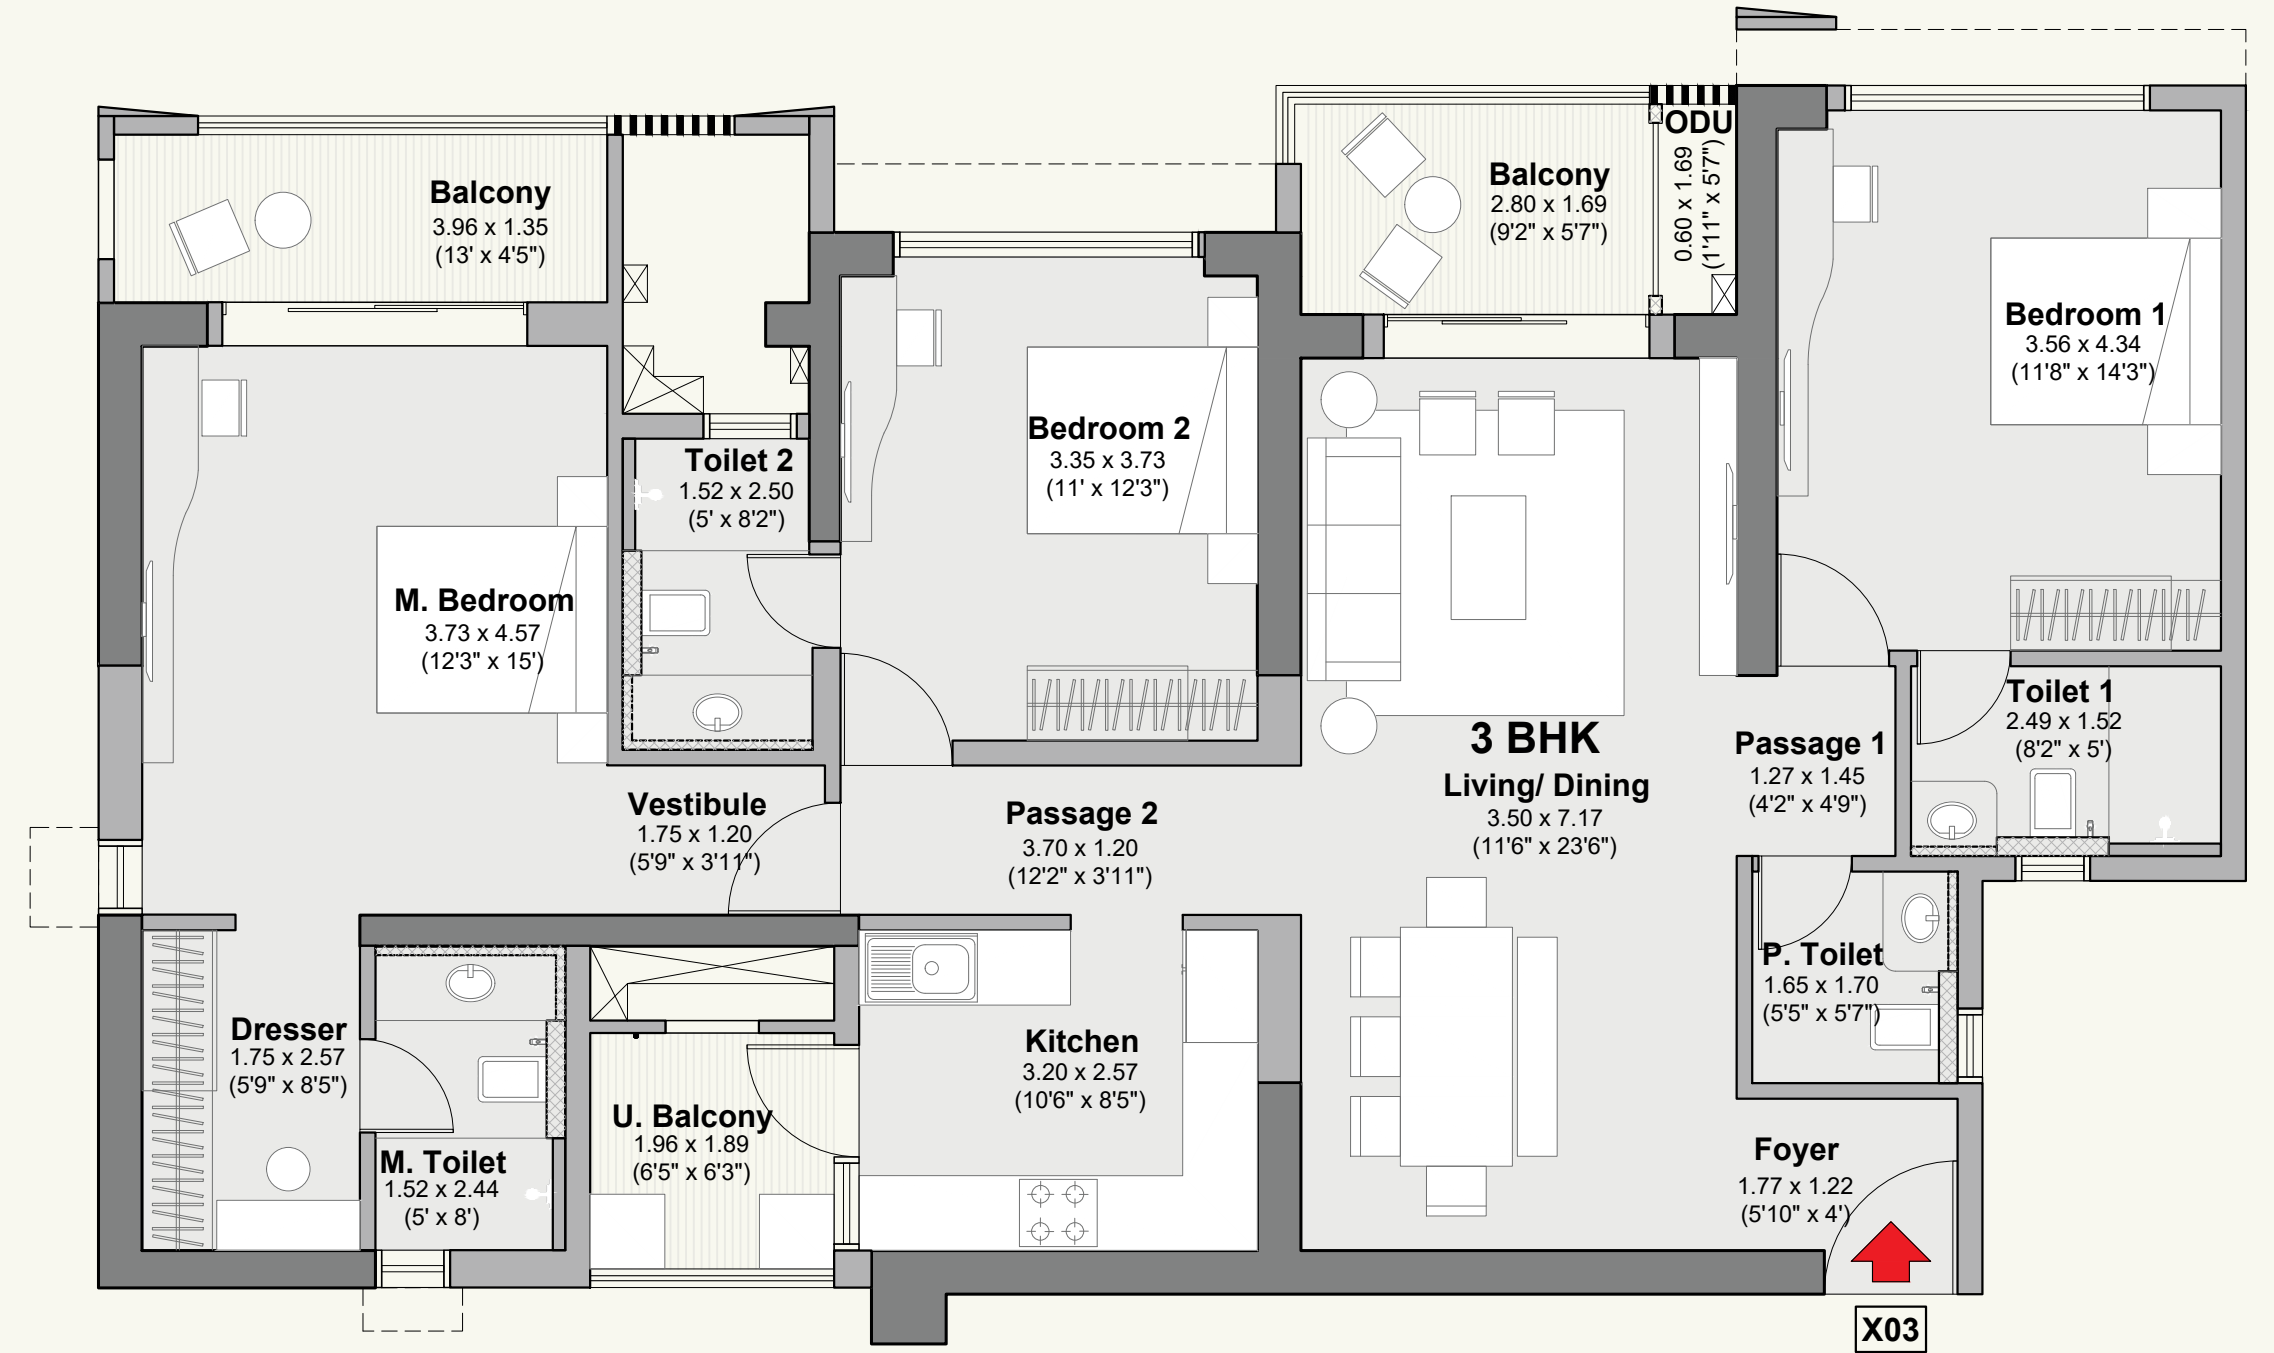 Balcony
3.96 x 1.35
(13' x 4'5")
Balcony
2.80 x 1.69
(9'2" x 5'7")
ODU
0.60 x 1.69
(1'11" x 5'7")
Bedroom 1
3.56 x 4.34
(11'8" x 14'3")
Bedroom 2
3.35 x 3.73
(11' x 12'3")
Toilet 2
1.52 x 2.50
(5' x 8'2")
M. Bedroom
3.73 x 4.57
(12'3" x 15')
3 BHK
Living/ Dining
3.50 x 7.17
(11'6" x 23'6")
Passage 1
1.27 x 1.45
(4'2" x 4'9")
Toilet 1
2.49 x 1.52
(8'2" x 5')
Vestibule
1.75 x 1.20
(5'9" x 3'11")
Passage 2
3.70 x 1.20
(12'2" x 3'11")
P. Toilet
1.65 x 1.70
(5'5" x 5'7")
Dresser
1.75 x 2.57
(5'9" x 8'5")
Kitchen
3.20 x 2.57
(10'6" x 8'5")
U. Balcony
1.96 x 1.89
(6'5" x 6'3")
M. Toilet
1.52 x 2.44
(5' x 8')
Foyer
1.77 x 1.22
(5'10" x 4')
X03